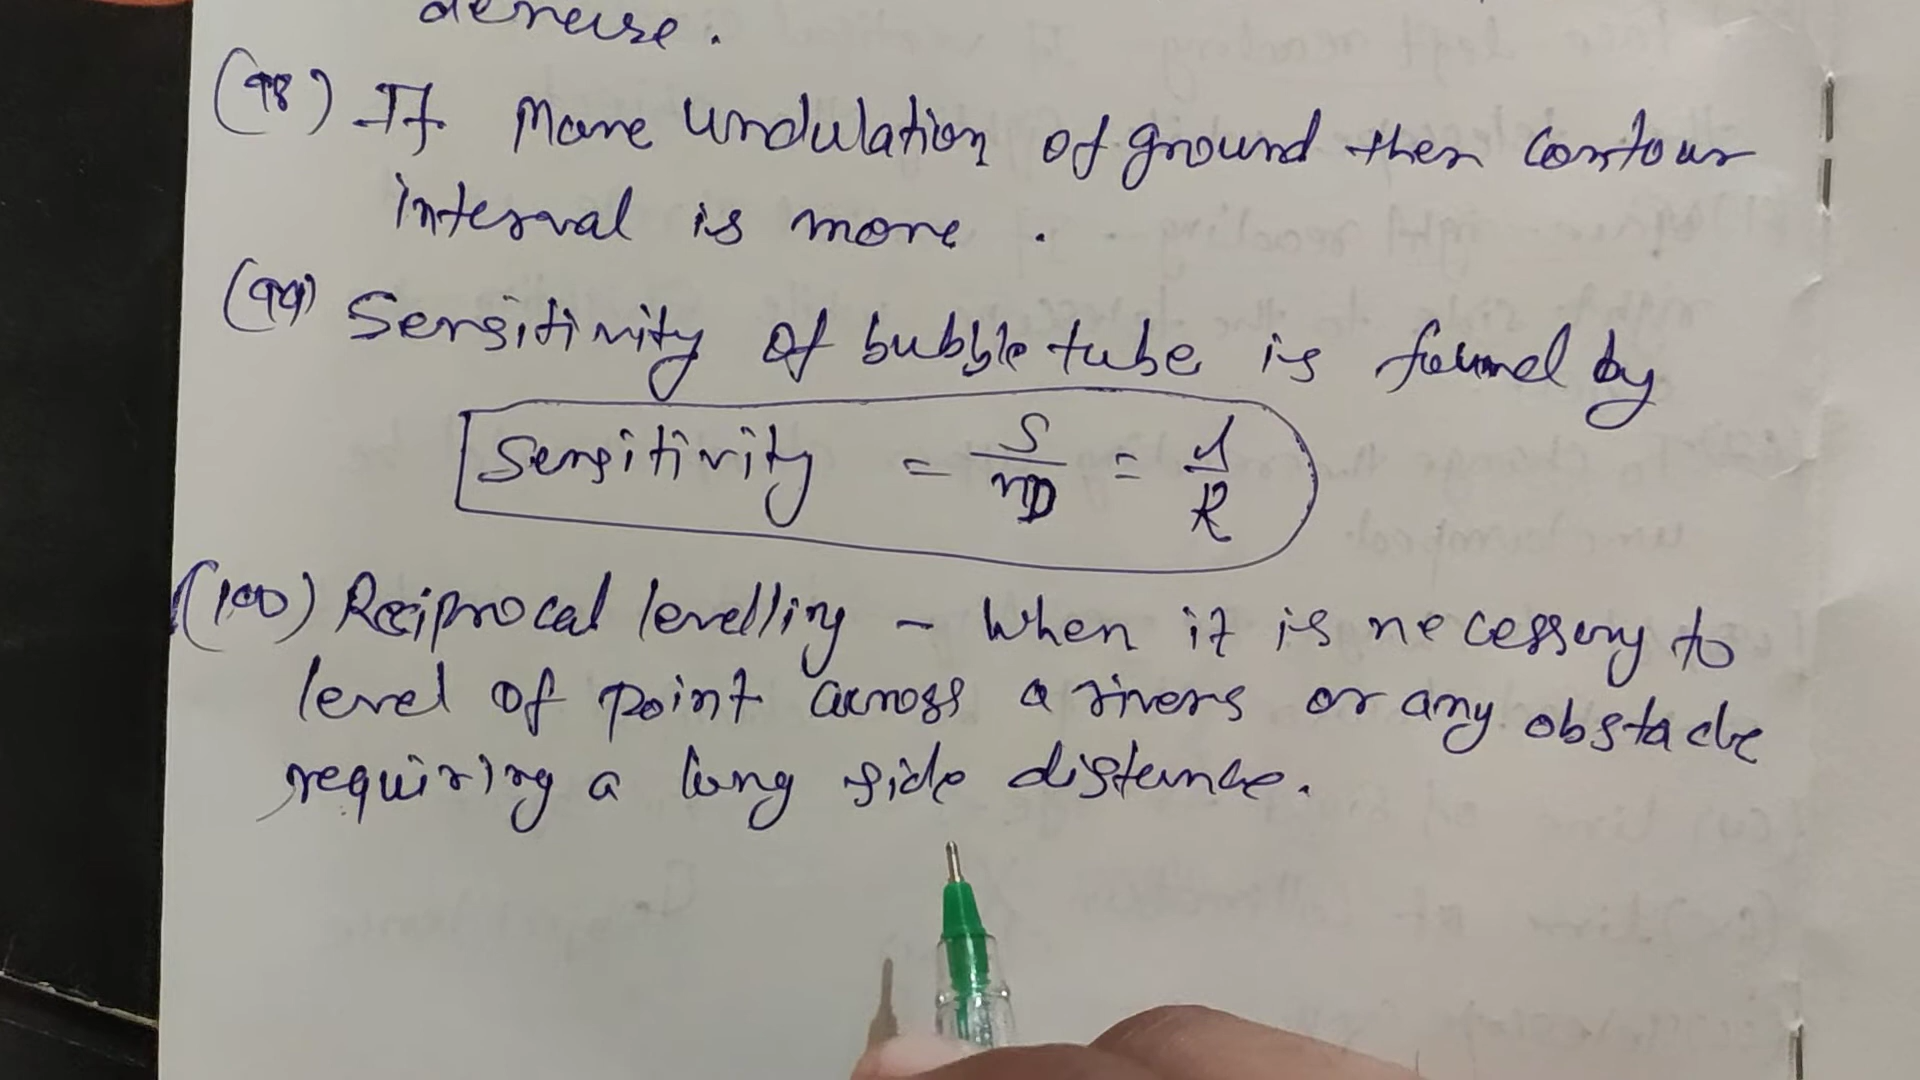 decrease.
(98) If more undulation of ground then contour
interval is more.
(99) Sensitivity of bubble tube is found by
Sensitivity = S/nD = l/R
(100) Reciprocal levelling - When it is necessary to
level of point across a rivers or any obstacle
requiring a long side distance.